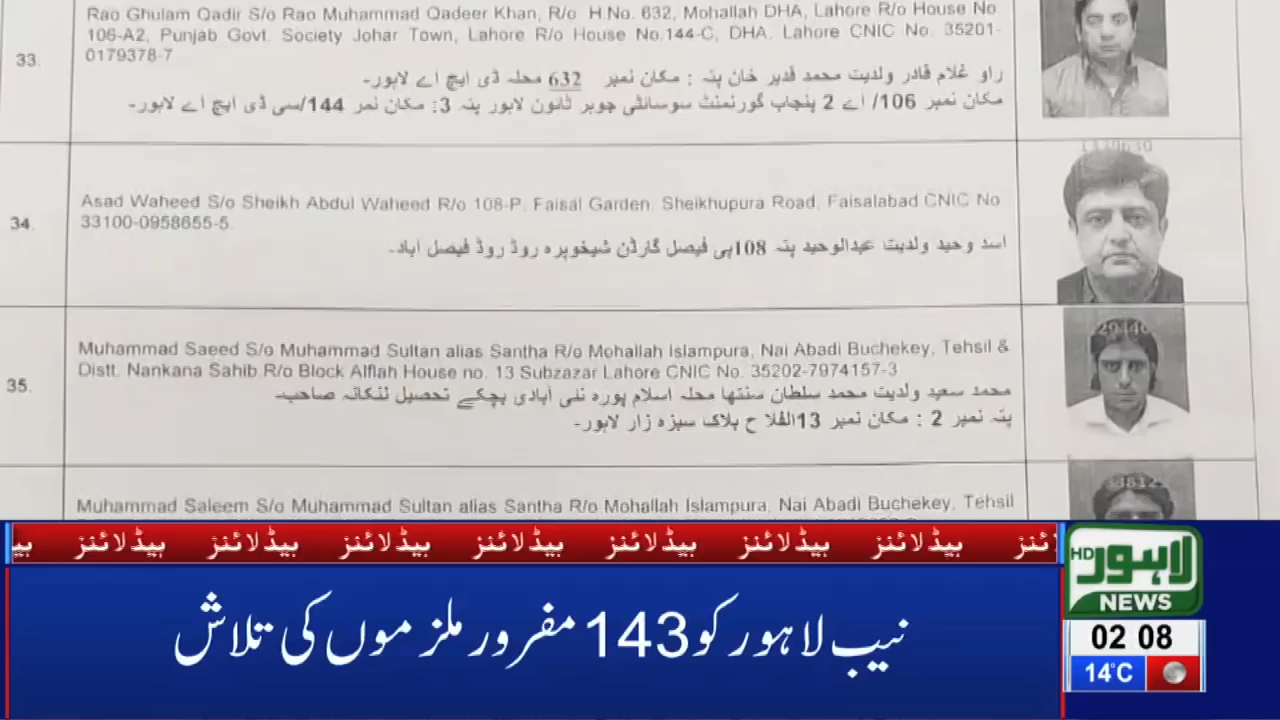 33.
Rao Ghulam Qadir S/o Rao Muhammad Qadeer Khan, R/o H.No. 632, Mohallah DHA, Lahore R/o House No.
106-A2, Punjab Govt. Society Johar Town, Lahore R/o House No.144-C, DHA, Lahore CNIC No. 35201-
0179378-7
راو غلام قادر ولدیت محمد قدیر خان پتہ : مکان نمبر 632 محلہ ڈی ایچ اے لاہور۔
مکان نمبر 106/ اے 2 پنجاب گورنمنٹ سوسائٹی جوہر ٹاؤن لاہور پتہ 3: مکان نمر 144/سی ڈی ایچ اے لاہور۔
34.
Asad Waheed S/o Sheikh Abdul Waheed R/o 108-P, Faisal Garden, Sheikhupura Road, Faisalabad CNIC No.
33100-0958655-5.
اسد وحید ولدیت عبدالوحید پتہ 108پی فیصل گارڈن شیخوپرہ روڈ روڈ فیصل آباد۔
35.
Muhammad Saeed S/o Muhammad Sultan alias Santha R/o Mohallah Islampura, Nai Abadi Buchekey, Tehsil &
Distt. Nankana Sahib R/o Block Alflah House no. 13 Subzazar Lahore CNIC No. 35202-7974157-3
محمد سعید ولدیت محمد سلطان سنتھا محلہ اسلام پورہ نئی آبادی بچکے تحصیل ننکانہ صاحب۔
پتہ نمبر 2 : مکان نمبر 13الفلا ح بلاک سبزہ زار لاہور۔
Muhammad Saleem S/o Muhammad Sultan alias Santha R/o Mohallah Islampura, Nai Abadi Buchekey, Tehsil
ہیڈلائنز ہیڈلائنز ہیڈلائنز ہیڈلائنز ہیڈلائنز ہیڈلائنز ہیڈلائنز
نیب لاہور کو 143 مفرور ملزموں کی تلاش
لاہور HD
NEWS
02 08
14°C